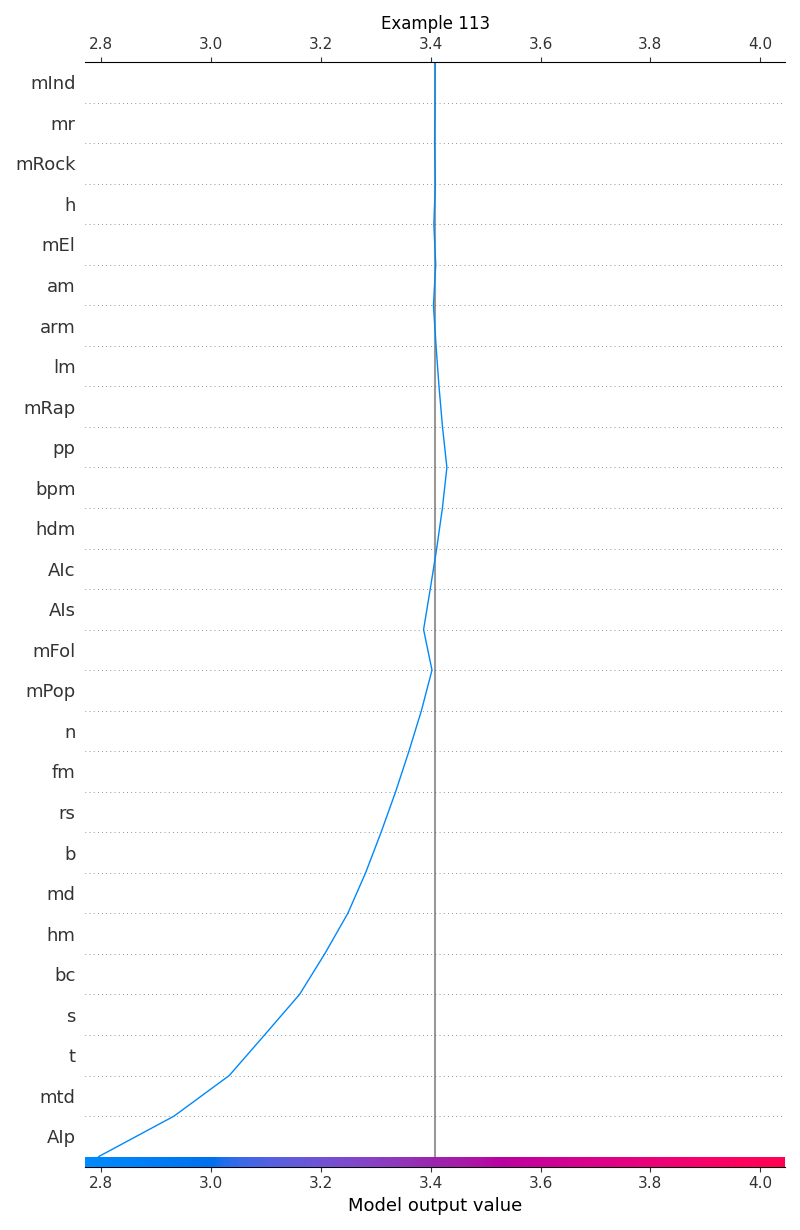 Example 113
2.8 3.0 3.2 3.4 3.6 3.8 4.0
mInd
mr
mRock
h
mEl
am
arm
lm
mRap
pp
bpm
hdm
AIc
AIs
mFol
mPop
n
fm
rs
b
md
hm
bc
s
t
mtd
AIp
2.8 3.0 3.2 3.4 3.6 3.8 4.0
Model output value